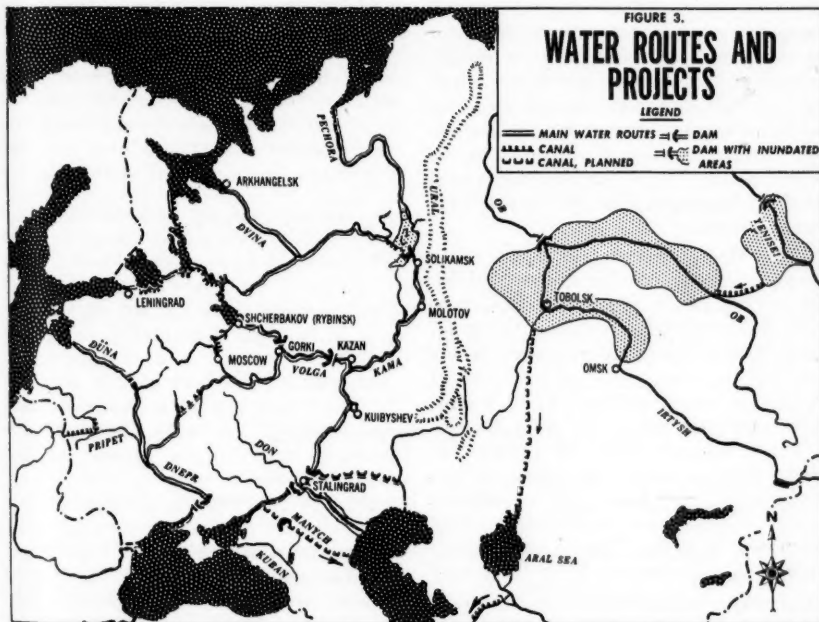 FIGURE 3.
WATER ROUTES AND
PROJECTS
LEGEND
MAIN WATER ROUTES
DAM
CANAL
DAM WITH INUNDATED
AREAS
CANAL, PLANNED
PECHORA
URAL
ARKHANGELSK
DVINA
OB
YENISEI
SOLIKAMSK
LENINGRAD
TOBOLSK
SHCHERBAKOV (RYBINSK)
MOLOTOV
OB
DÜNA
MOSCOW
GORKI
KAZAN
VOLGA
KAMA
OMSK
KUIBYSHEV
IRTYSH
PRIPET
DON
DNEPR
STALINGRAD
MANYCH
KUBAN
ARAL SEA
N